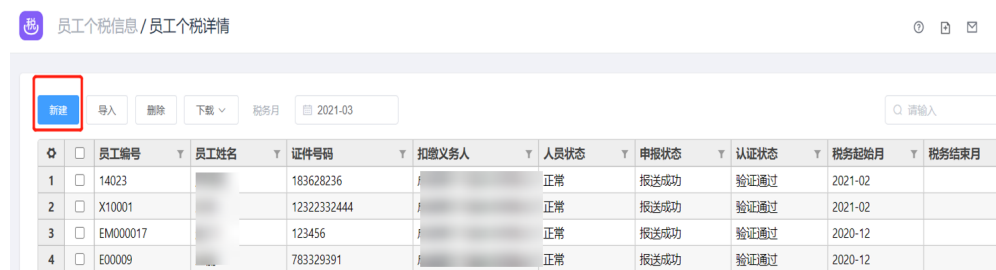 税 员工个税信息 / 员工个税详情
新建 导入 删除 下载 税务月 2021-03 请输入
员工编号 员工姓名 证件号码 扣缴义务人 人员状态 申报状态 认证状态 税务起始月 税务结束月
1 14023 183628236 正常 报送成功 验证通过 2021-02
2 X10001 12322332444 正常 报送成功 验证通过 2021-02
3 EM000017 123456 正常 报送成功 验证通过 2020-12
4 E00009 783329391 正常 报送成功 验证通过 2020-12